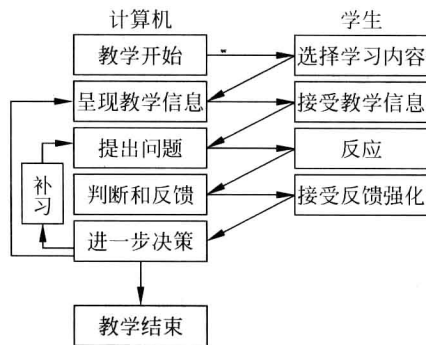 计算机 学生
教学开始 选择学习内容
呈现教学信息 接受教学信息
提出问题 反应
补习
判断和反馈 接受反馈强化
进一步决策
教学结束